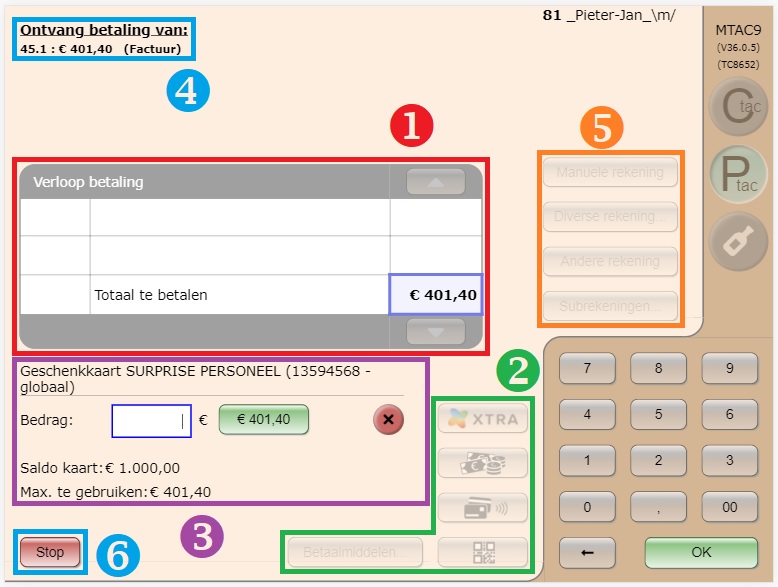 81 _Pieter-Jan_\m/
Ontvang betaling van:
45.1 : € 401,40 (Factuur)
4
MTAC9
(V36.0.5)
(TC8652)
Ctac
Ptac
1
5
Verloop betaling
Totaal te betalen € 401,40
Manuele rekening
Diverse rekening...
Andere rekening
Subrekeningen...
2
Geschenkkaart SURPRISE PERSONEEL (13594568 -
globaal)
Bedrag: € € 401,40
Saldo kaart: € 1.000,00
Max. te gebruiken: € 401,40
3
XTRA
Betaalmiddelen...
Stop
6
7 8 9
4 5 6
1 2 3
0 , 00
← OK